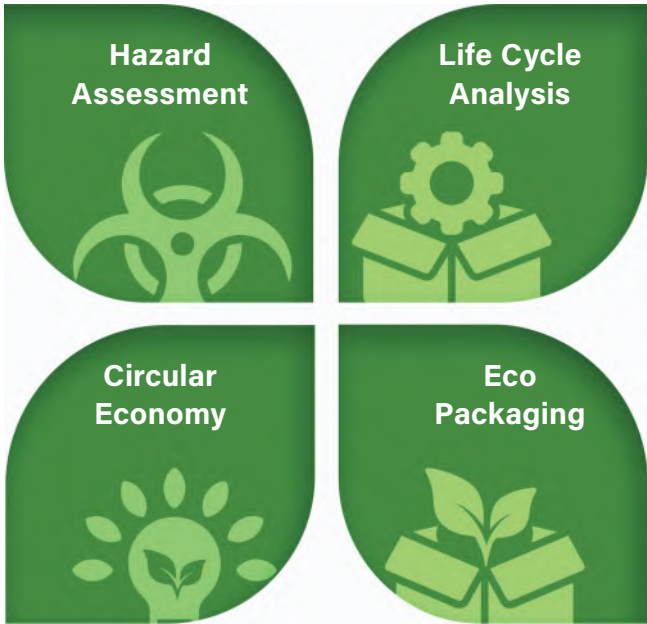 Hazard
Assessment
Life Cycle
Analysis
Circular
Economy
Eco
Packaging